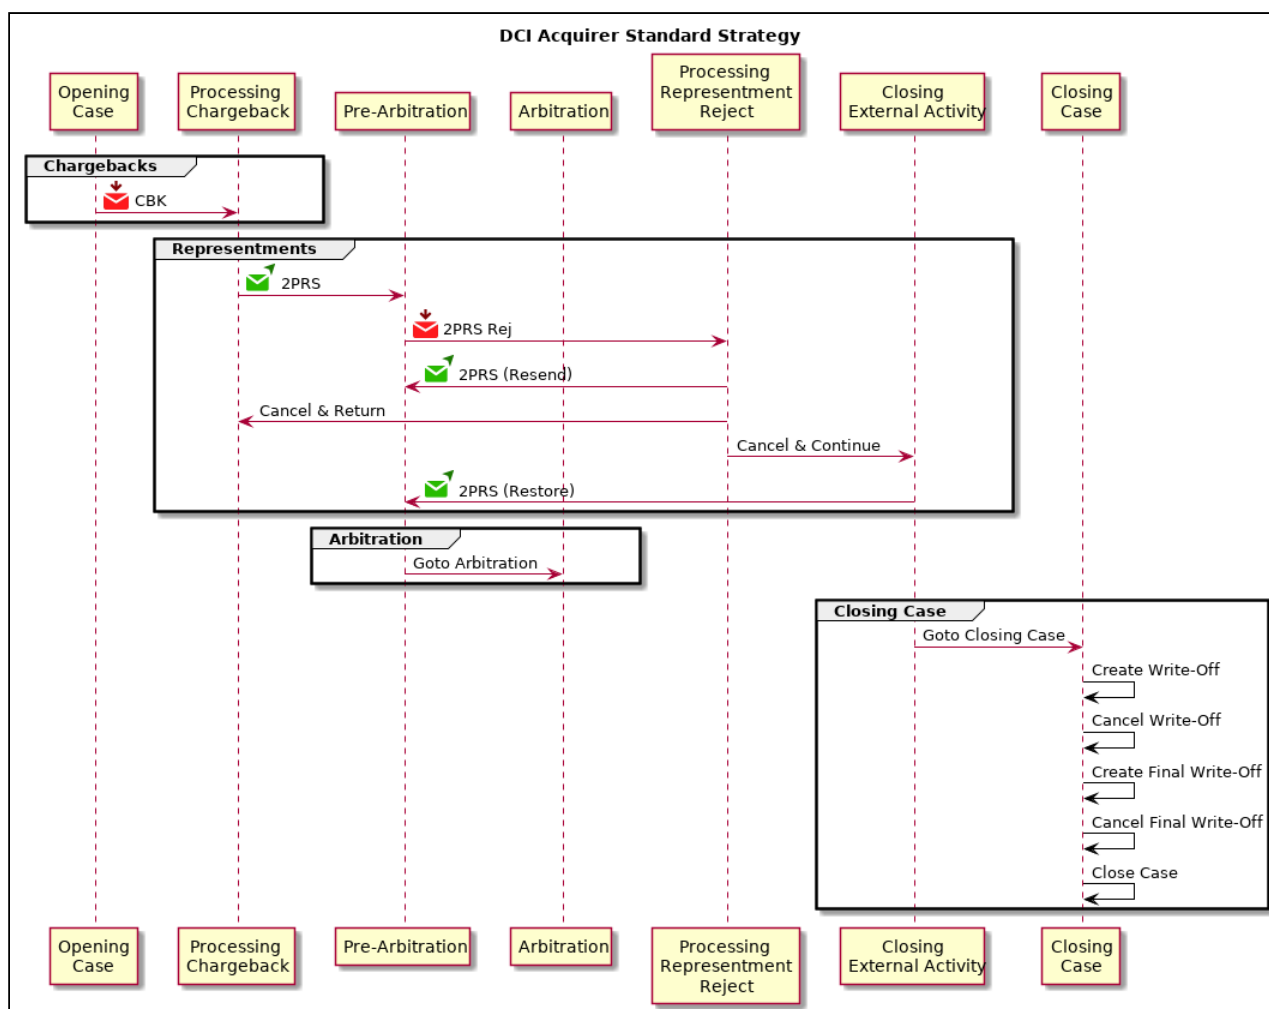 DCI Acquirer Standard Strategy
Opening
Case
Processing
Chargeback
Pre-Arbitration
Arbitration
Processing
Representment
Reject
Closing
External Activity
Closing
Case
Chargebacks
CBK
Representments
2PRS
2PRS Rej
2PRS (Resend)
Cancel & Return
Cancel & Continue
2PRS (Restore)
Arbitration
Goto Arbitration
Closing Case
Goto Closing Case
Create Write-Off
Cancel Write-Off
Create Final Write-Off
Cancel Final Write-Off
Close Case
Opening
Case
Processing
Chargeback
Pre-Arbitration
Arbitration
Processing
Representment
Reject
Closing
External Activity
Closing
Case